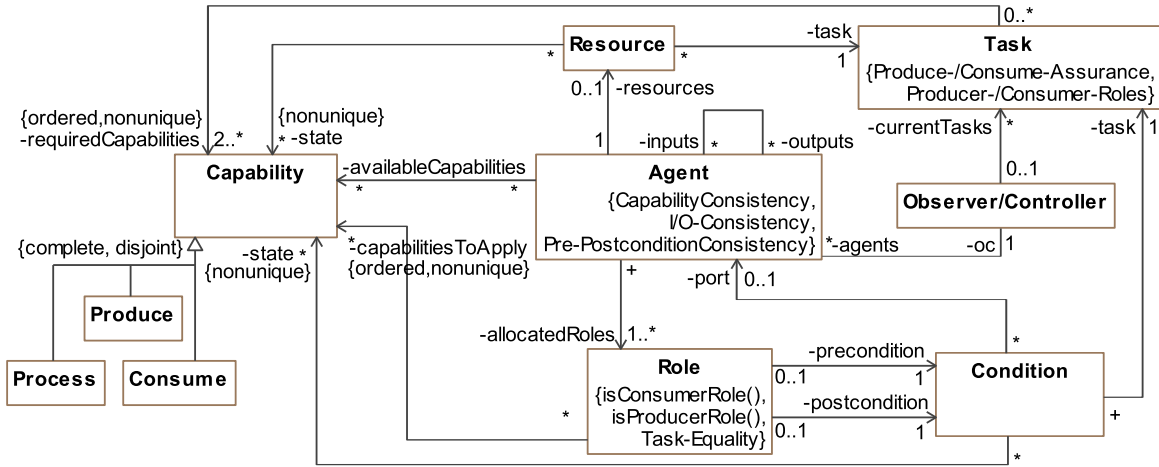 0..*
Resource
-task
*
*
1
Task
{Produce-/Consume-Assurance,
Producer-/Consumer-Roles}
0..1
-resources
{ordered,nonunique}
-requiredCapabilities
2..*
{nonunique}
* -state
1
-inputs
*
*
-outputs
-currentTasks
*
-task
1
Capability
-availableCapabilities
*
*
Agent
{CapabilityConsistency,
I/O-Consistency,
Pre-PostconditionConsistency}
0..1
Observer/Controller
{complete, disjoint}
-state *
{nonunique}
*
-capabilitiesToApply
{ordered,nonunique}
*
-agents
-oc
1
+
-port
0..1
Produce
-allocatedRoles
1..*
*
Process
Consume
*
Role
{isConsumerRole(),
isProducerRole(),
Task-Equality}
-precondition
0..1
1
-postcondition
0..1
1
Condition
+
*